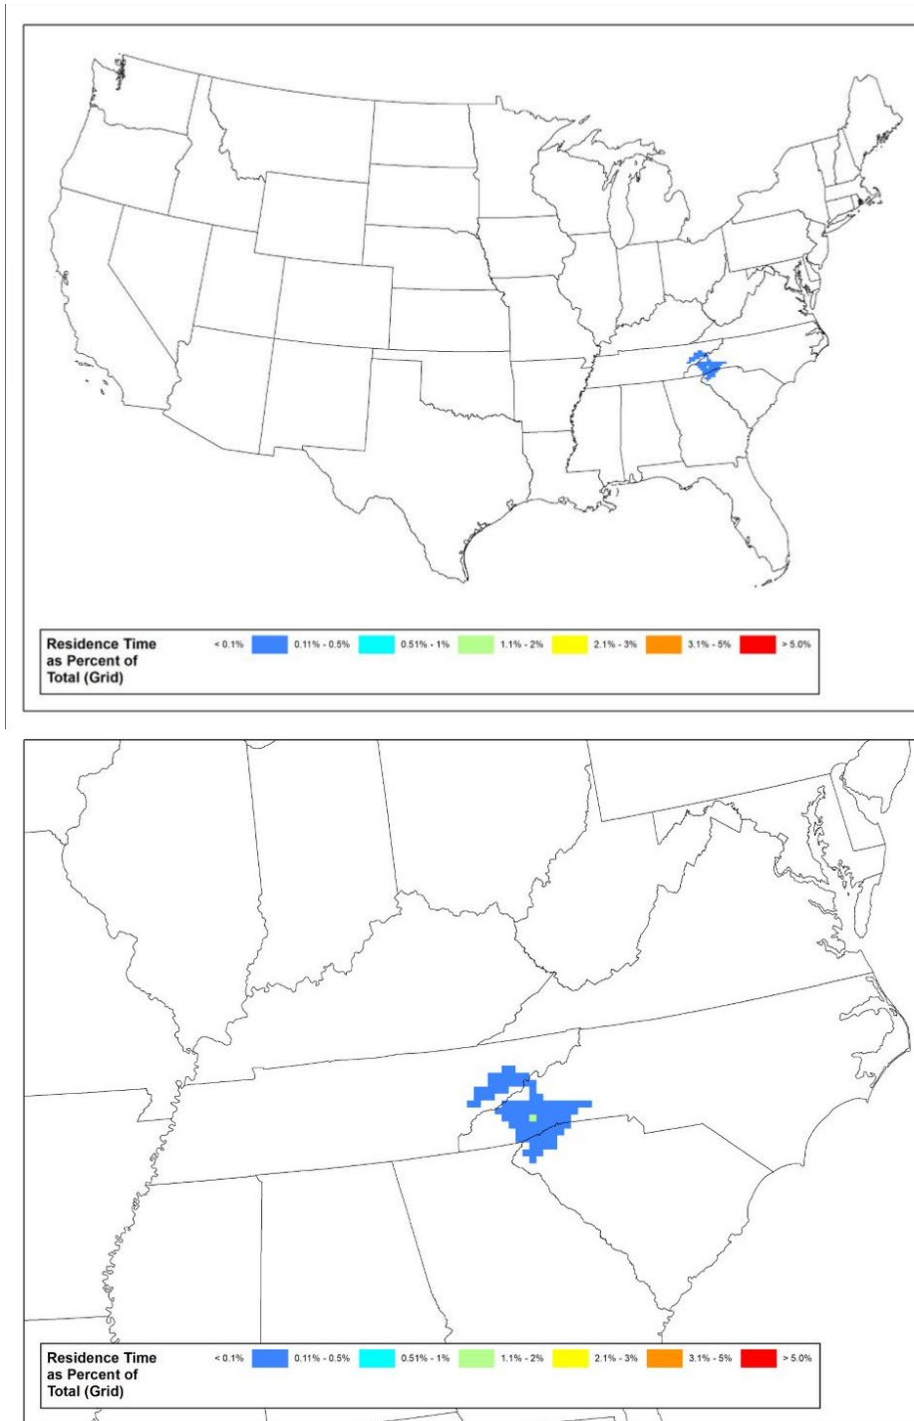 Residence Time
as Percent of
Total (Grid)
< 0.1% 0.11% - 0.5% 0.51% - 1% 1.1% - 2% 2.1% - 3% 3.1% - 5% > 5.0%
Residence Time
as Percent of
Total (Grid)
< 0.1% 0.11% - 0.5% 0.51% - 1% 1.1% - 2% 2.1% - 3% 3.1% - 5% > 5.0%